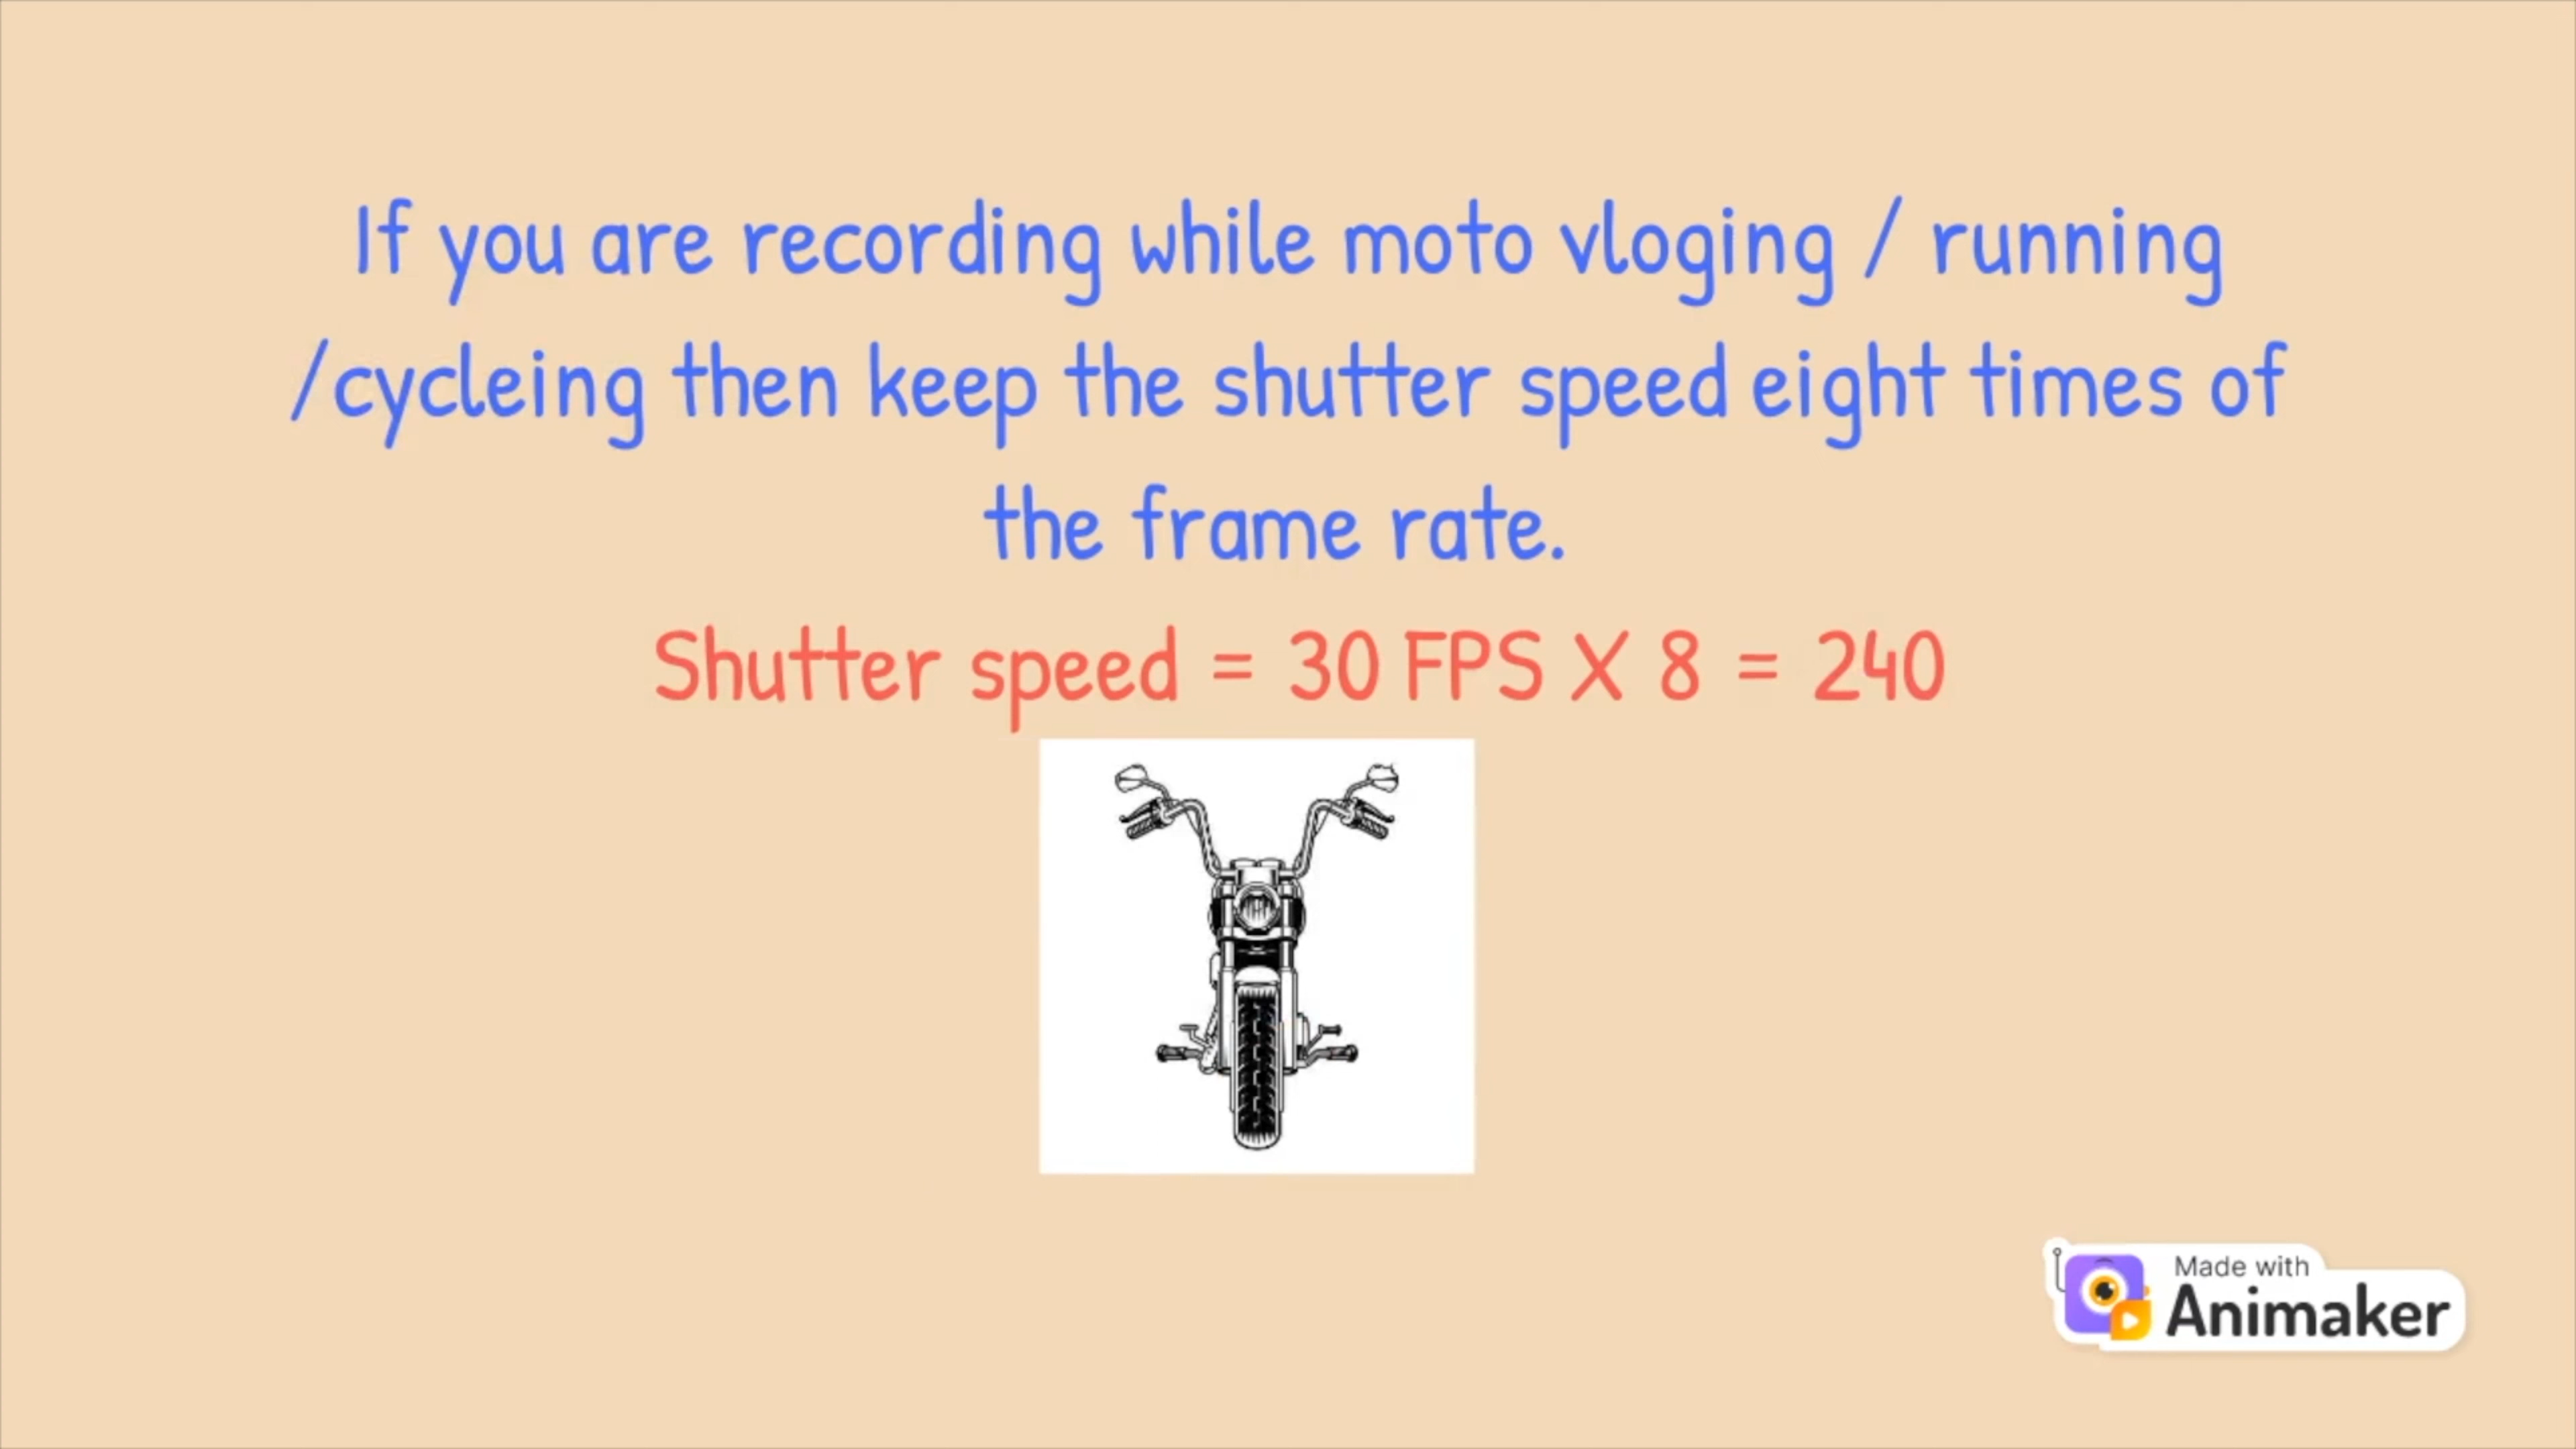 If you are recording while moto vloging / running
/cycleing then keep the shutter speed eight times of
the frame rate.
Shutter speed = 30 FPS X 8 = 240
Made with
Animaker